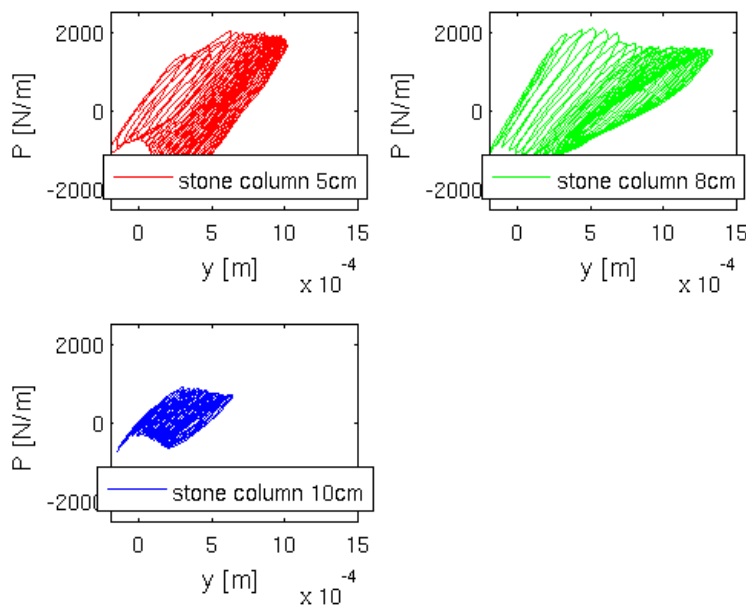 2000
0
-2000
P [N/m]
stone column 5cm
0 5 10 15
y [m]
x 10^-4
2000
0
-2000
P [N/m]
stone column 8cm
0 5 10 15
y [m]
x 10^-4
2000
0
-2000
P [N/m]
stone column 10cm
0 5 10 15
y [m]
x 10^-4